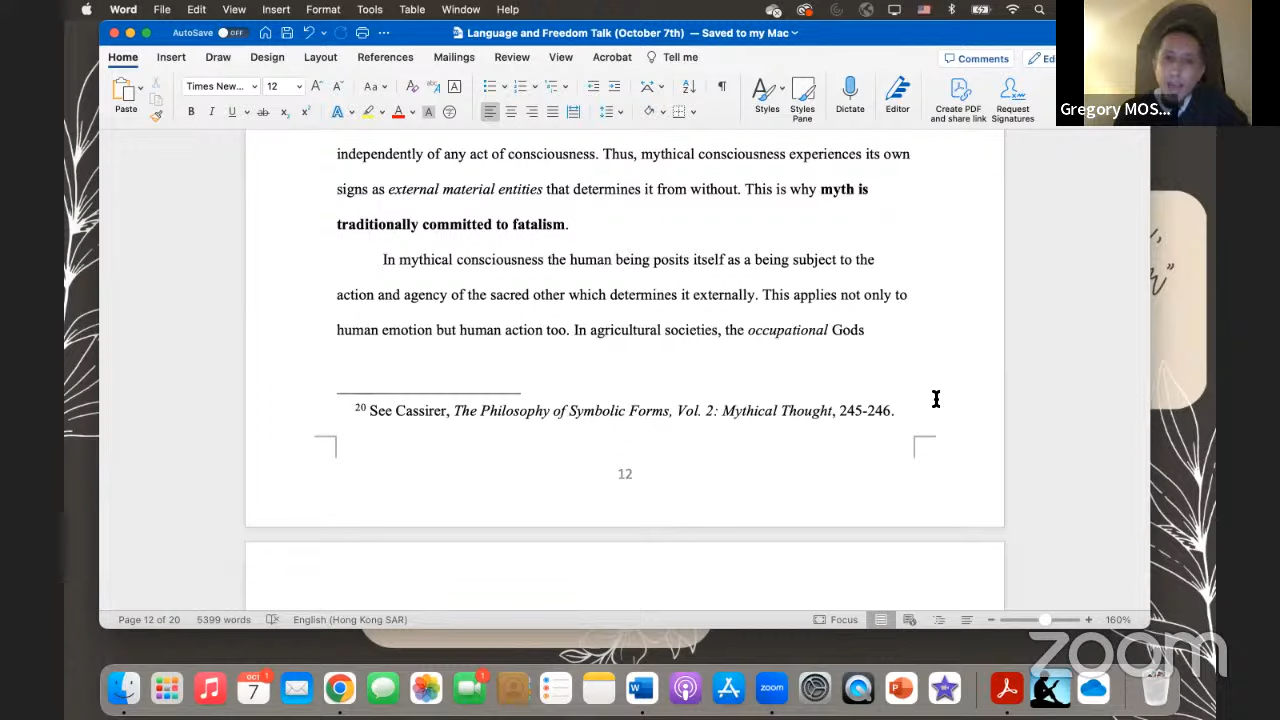 Word File Edit View Insert Format Tools Table Window Help
AutoSave OFF Language and Freedom Talk (October 7th) — Saved to my Mac
Home Insert Draw Design Layout References Mailings Review View Acrobat Tell me Comments
Paste Times New... 12 Aa B I U ab x x A A A Styles Styles Pane Dictate Editor Create PDF and share link Request Signatures
Gregory MOS...
independently of any act of consciousness. Thus, mythical consciousness experiences its own
signs as external material entities that determines it from without. This is why myth is
traditionally committed to fatalism.
In mythical consciousness the human being posits itself as a being subject to the
action and agency of the sacred other which determines it externally. This applies not only to
human emotion but human action too. In agricultural societies, the occupational Gods
20 See Cassirer, The Philosophy of Symbolic Forms, Vol. 2: Mythical Thought, 245-246.
12
Page 12 of 20 5399 words English (Hong Kong SAR) Focus 160%
zoom
OCT 7 1 1 W zoom P